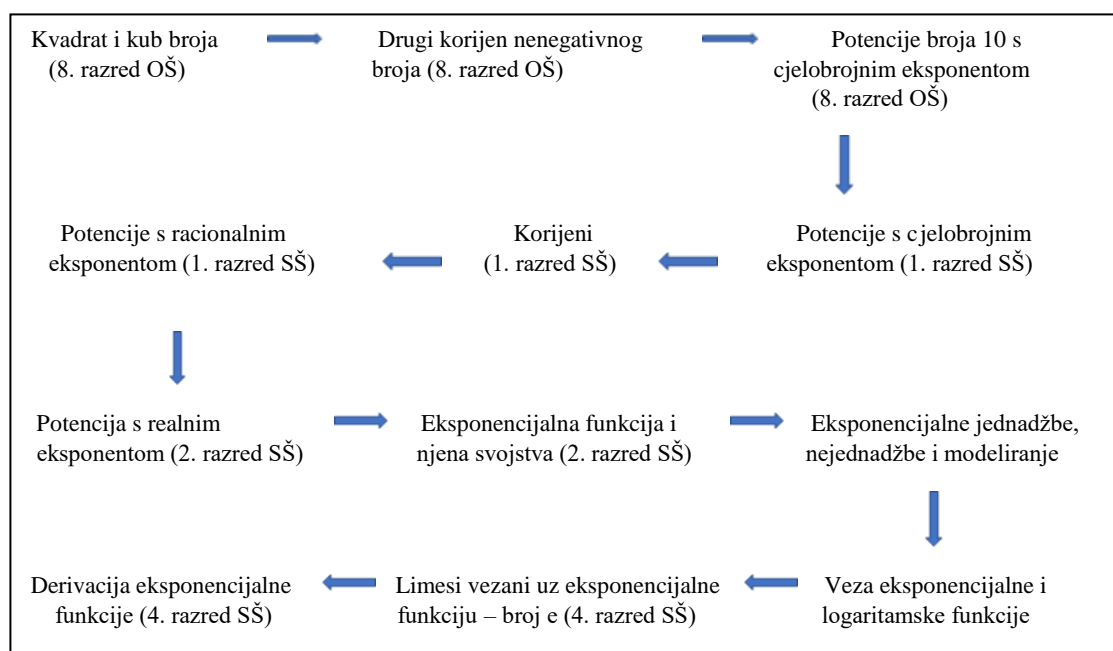 Kvadrat i kub broja
(8. razred OŠ)
Drugi korijen nenegativnog
broja (8. razred OŠ)
Potencije broja 10 s
cjelobrojnim eksponentom
(8. razred OŠ)
Potencije s cjelobrojnim
eksponentom (1. razred SŠ)
Korijeni
(1. razred SŠ)
Potencije s racionalnim
eksponentom (1. razred SŠ)
Potencija s realnim
eksponentom (2. razred SŠ)
Eksponencijalna funkcija i
njena svojstva (2. razred SŠ)
Eksponencijalne jednadžbe,
nejednadžbe i modeliranje
Veza eksponencijalne i
logaritamske funkcije
Limesi vezani uz eksponencijalne
funkciju – broj e (4. razred SŠ)
Derivacija eksponencijalne
funkcije (4. razred SŠ)